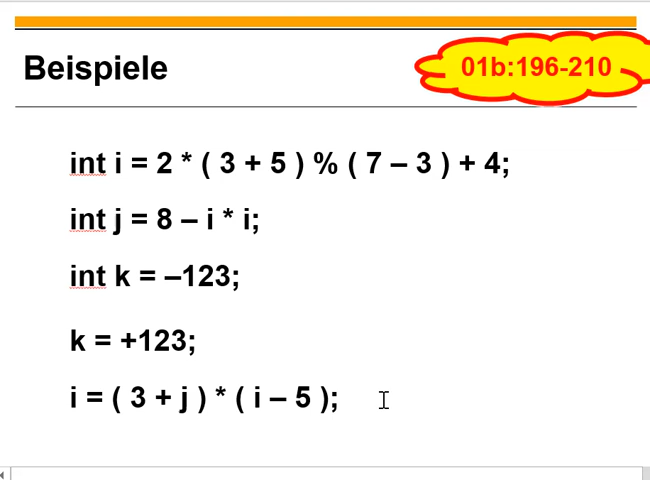 Beispiele
01b:196-210
int i = 2 * ( 3 + 5 ) % ( 7 – 3 ) + 4;
int j = 8 – i * i;
int k = –123;
k = +123;
i = ( 3 + j ) * ( i – 5 );